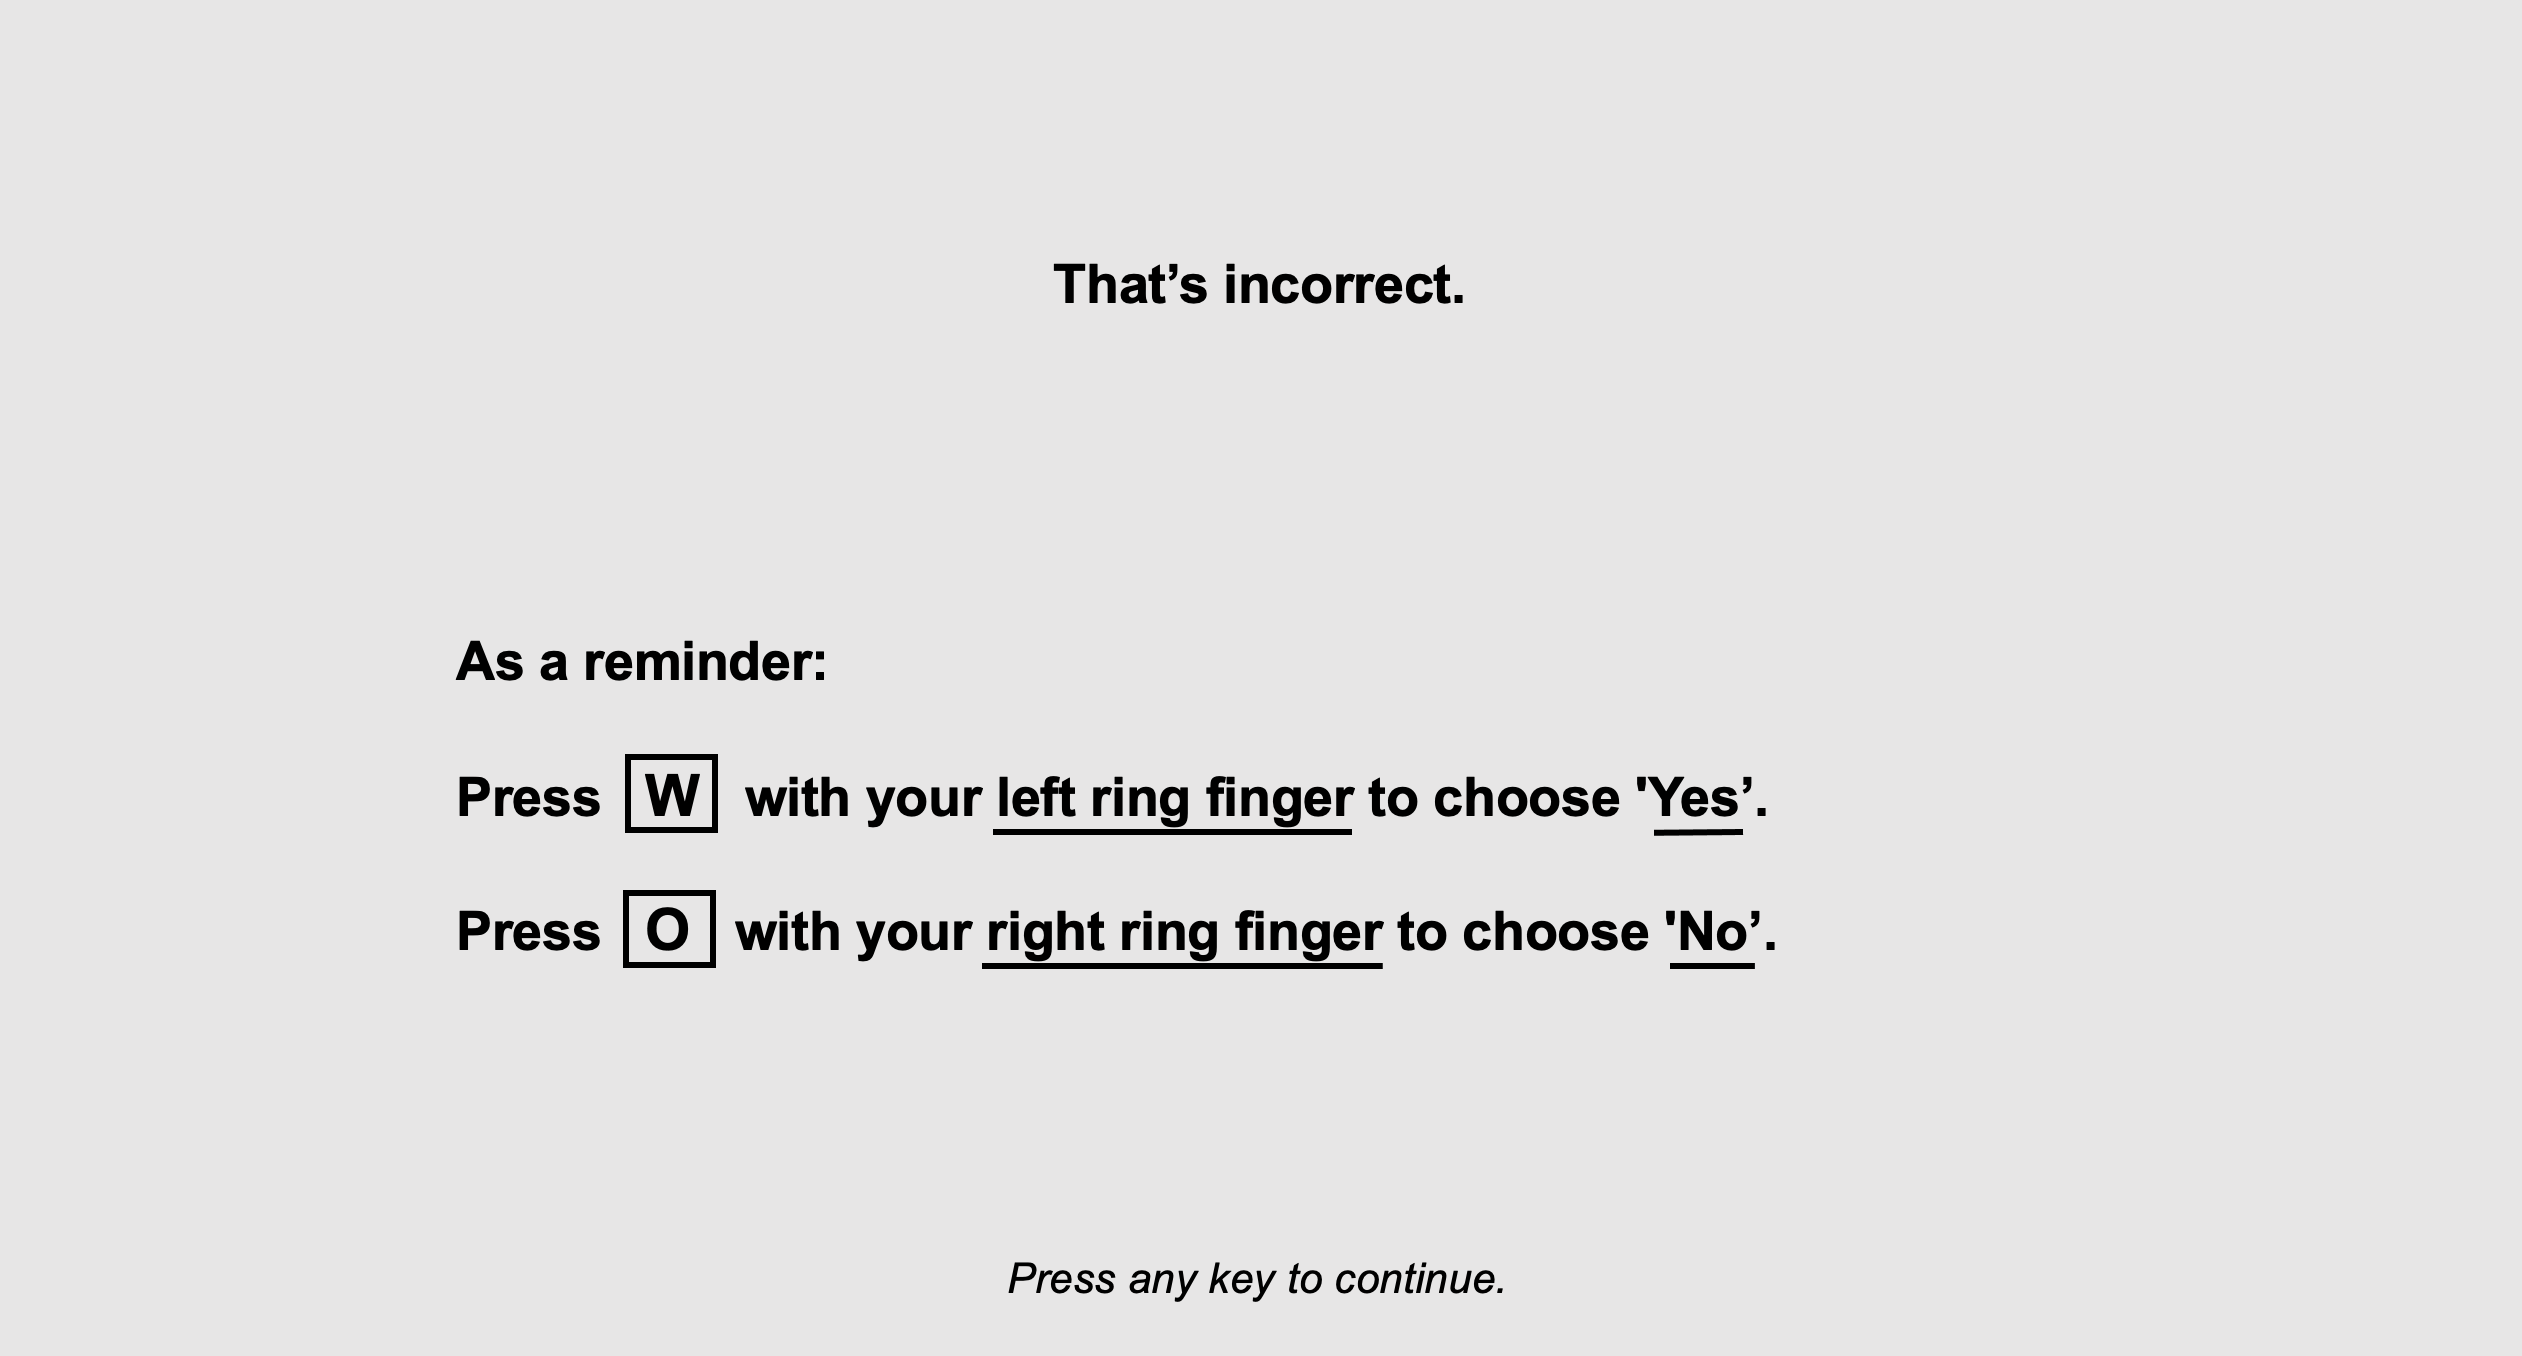 That’s incorrect.
As a reminder:
Press W with your left ring finger to choose 'Yes’.
Press O with your right ring finger to choose 'No’.
Press any key to continue.